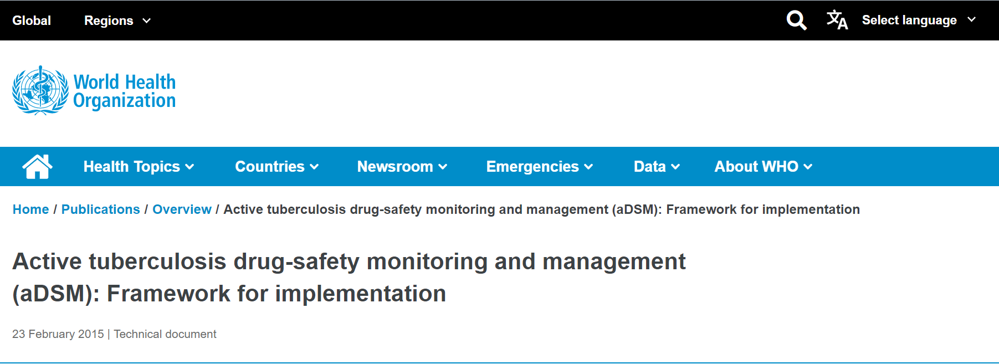 Global Regions Select language
World Health
Organization
Health Topics Countries Newsroom Emergencies Data About WHO
Home / Publications / Overview / Active tuberculosis drug-safety monitoring and management (aDSM): Framework for implementation
Active tuberculosis drug-safety monitoring and management
(aDSM): Framework for implementation
23 February 2015 | Technical document